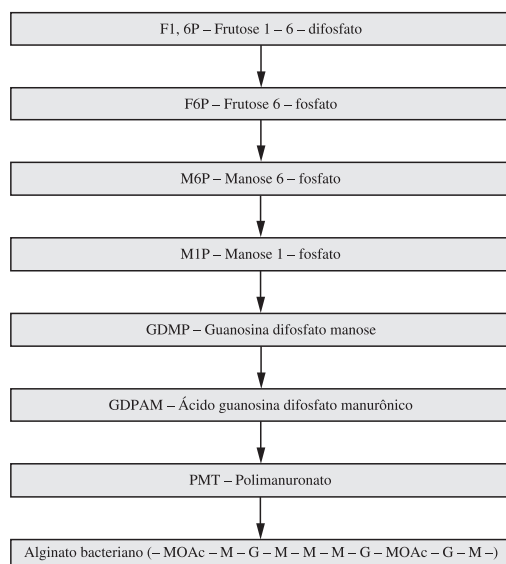 F1, 6P – Frutose 1 – 6 – difosfato
F6P – Frutose 6 – fosfato
M6P – Manose 6 – fosfato
M1P – Manose 1 – fosfato
GDMP – Guanosina difosfato manose
GDPAM – Ácido guanosina difosfato manurônico
PMT – Polimanuronato
Alginato bacteriano (– MOAc – M – G – M – M – M – G – MOAc – G – M –)